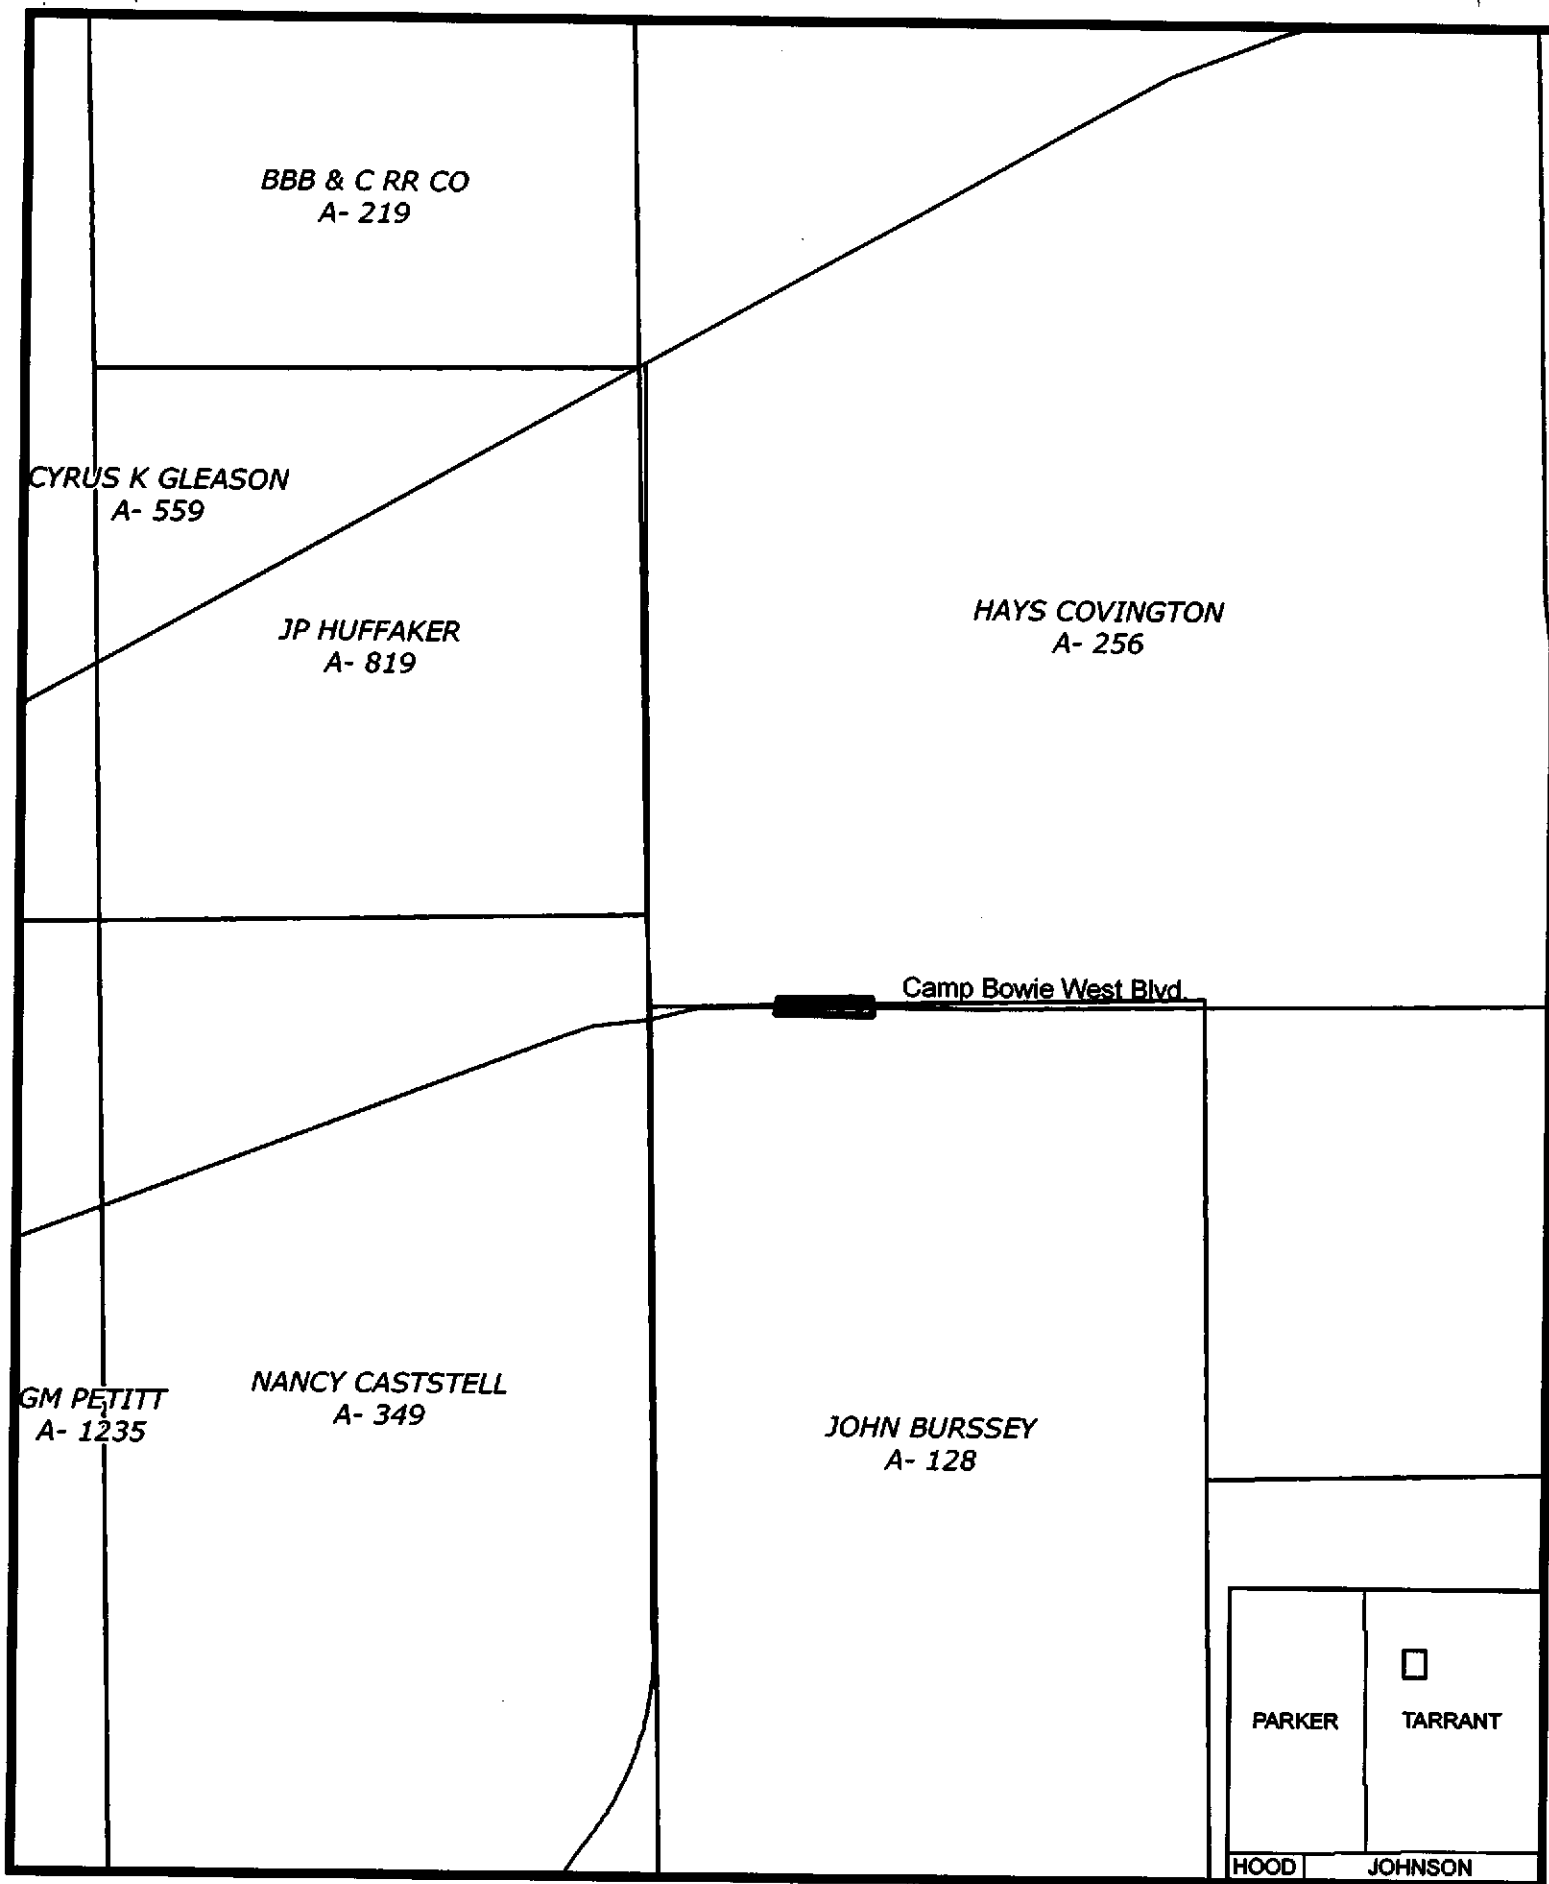 BBB & C RR CO
A- 219
CYRUS K GLEASON
A- 559
JP HUFFAKER
A- 819
HAYS COVINGTON
A- 256
Camp Bowie West Blvd.
GM PETITT
A- 1235
NANCY CASTSTELL
A- 349
JOHN BURSSEY
A- 128
PARKER
TARRANT
HOOD
JOHNSON